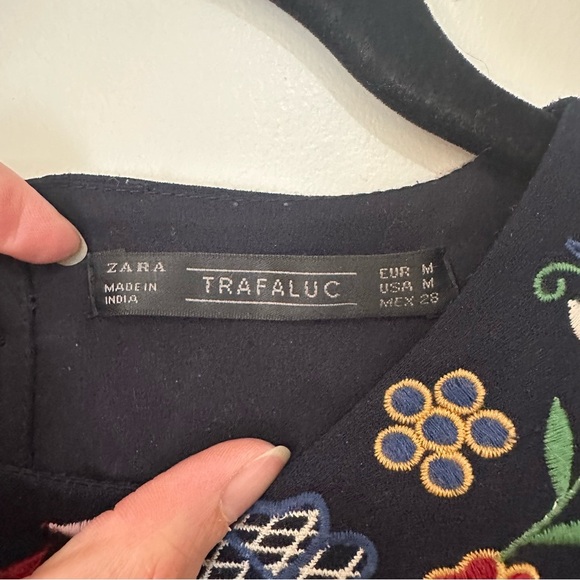 ZARA
MADE IN
INDIA
TRAFALUC
EUR M
USA M
MEX 28